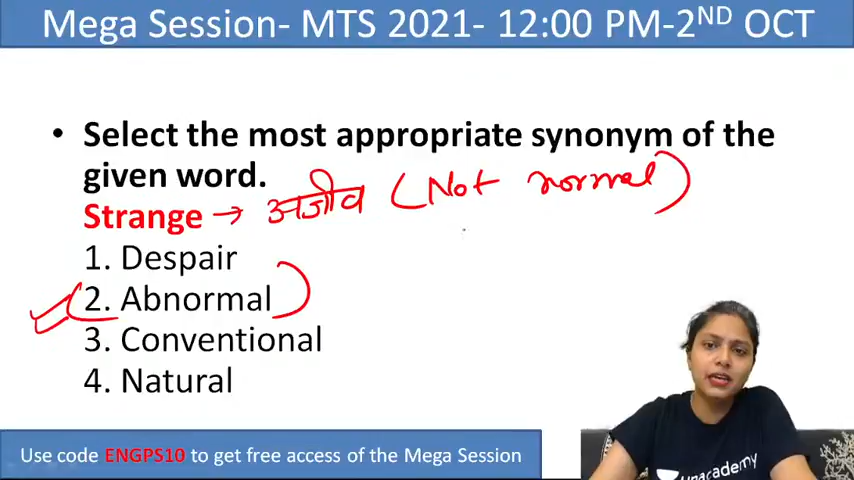 Mega Session- MTS 2021- 12:00 PM-2ND OCT
• Select the most appropriate synonym of the
given word.
Strange → अजीब (Not normal)
1. Despair
2. Abnormal
3. Conventional
4. Natural
Use code ENGPS10 to get free access of the Mega Session
unacademy